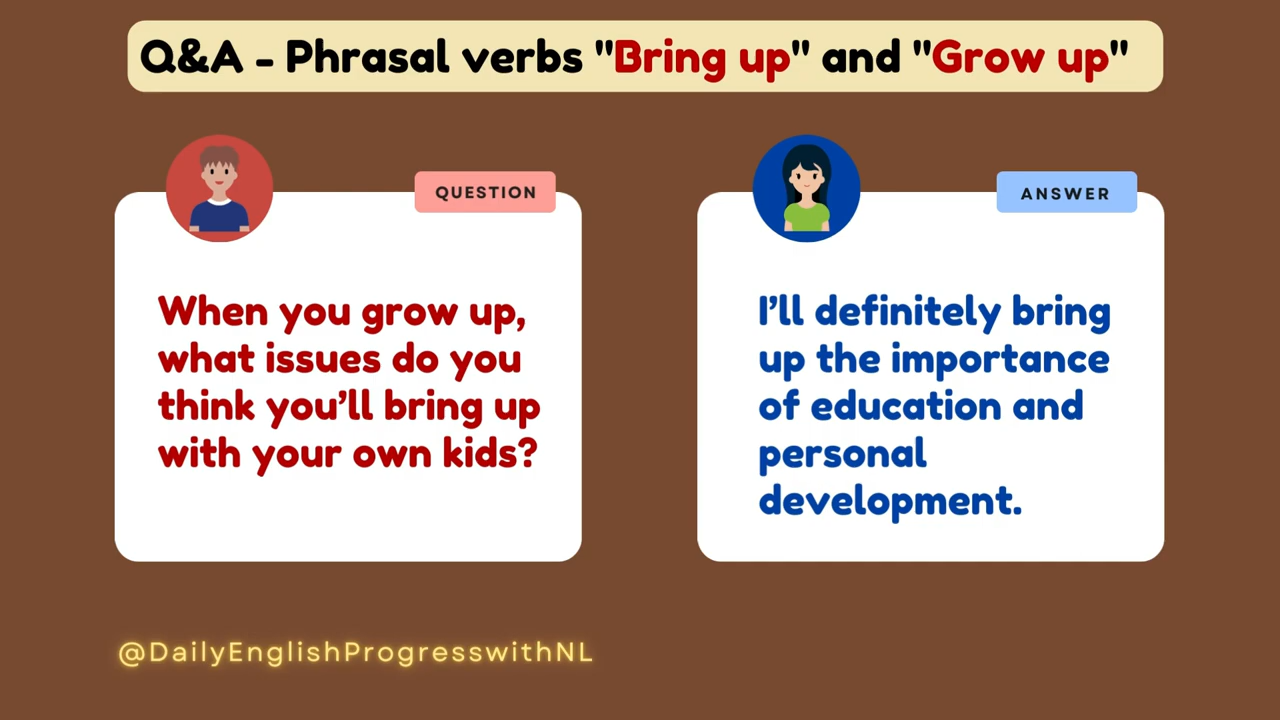 Q&A - Phrasal verbs "Bring up" and "Grow up"
QUESTION
When you grow up,
what issues do you
think you’ll bring up
with your own kids?
ANSWER
I’ll definitely bring
up the importance
of education and
personal
development.
@DailyEnglishProgresswithNL